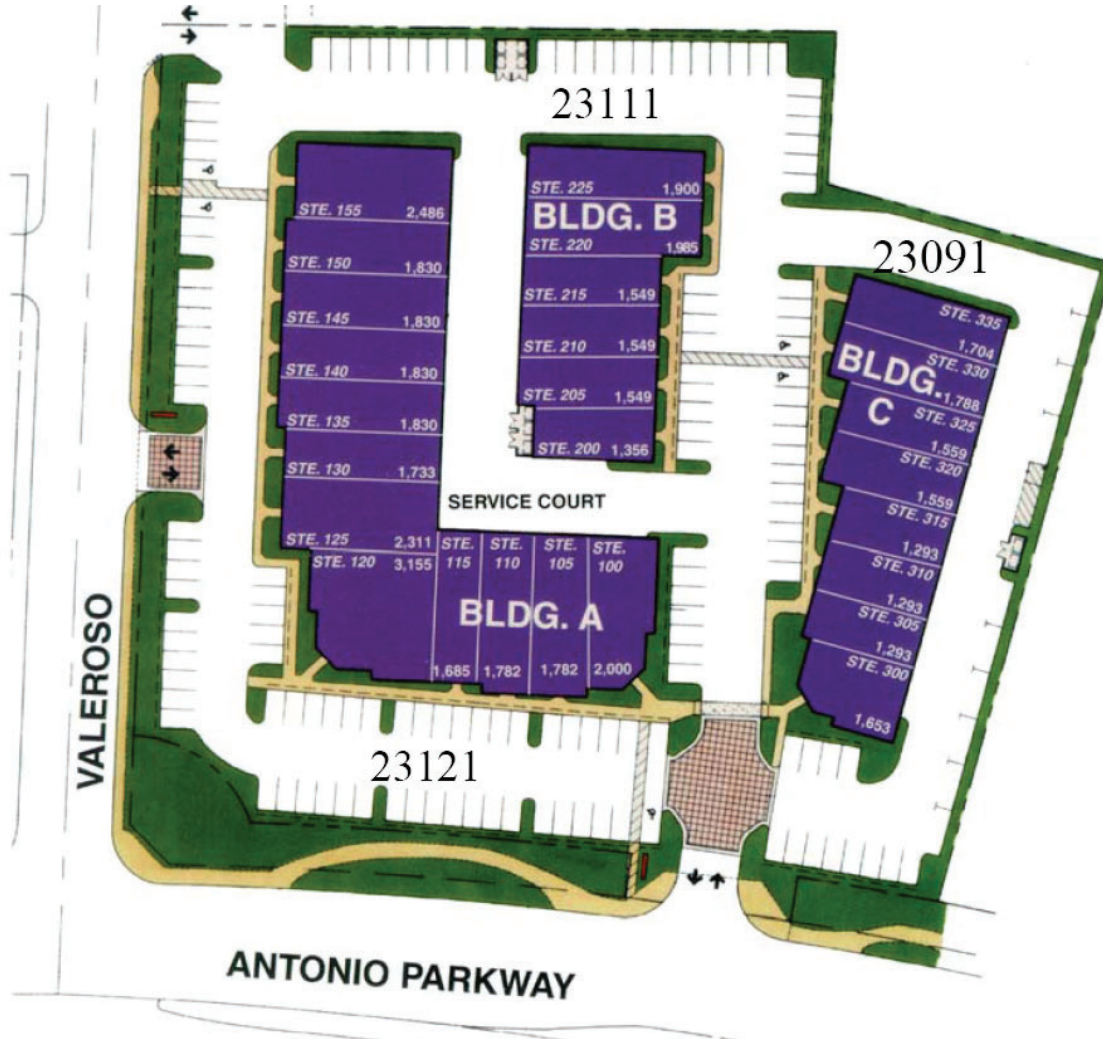 23111
STE. 155 2,486
STE. 150 1,830
STE. 145 1,830
STE. 140 1,830
STE. 135 1,830
STE. 130 1,733
STE. 125 2,311
STE. 120 3,155
STE. 115
STE. 110
STE. 105
STE. 100
BLDG. A
1,685 1,782 1,782 2,000
STE. 225 1,900
BLDG. B
STE. 220 1,985
STE. 215 1,549
STE. 210 1,549
STE. 205 1,549
STE. 200 1,356
SERVICE COURT
23091
STE. 335
1,704
STE. 330
BLDG.
C
1,788
STE. 325
1,559
STE. 320
1,559
STE. 315
1,293
STE. 310
1,293
STE. 305
1,293
STE. 300
1,653
23121
VALEROSO
ANTONIO PARKWAY